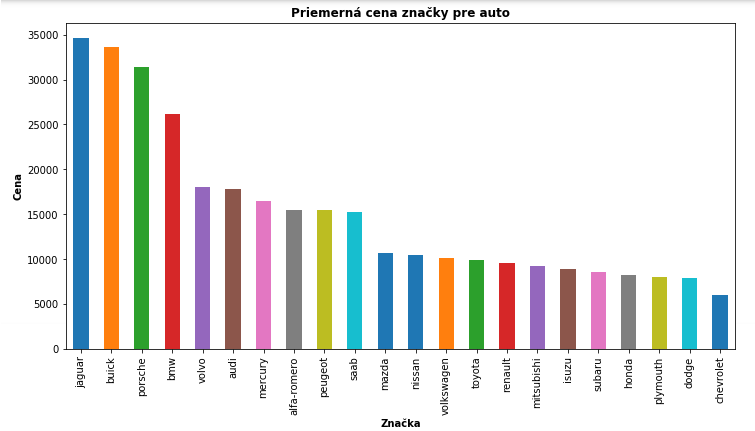 Priemerná cena značky pre auto
35000
30000
25000
20000
15000
10000
5000
0
Cena
jaguar
buick
porsche
bmw
volvo
audi
mercury
alfa-romero
peugeot
saab
mazda
nissan
volkswagen
toyota
renault
mitsubishi
isuzu
subaru
honda
plymouth
dodge
chevrolet
Značka